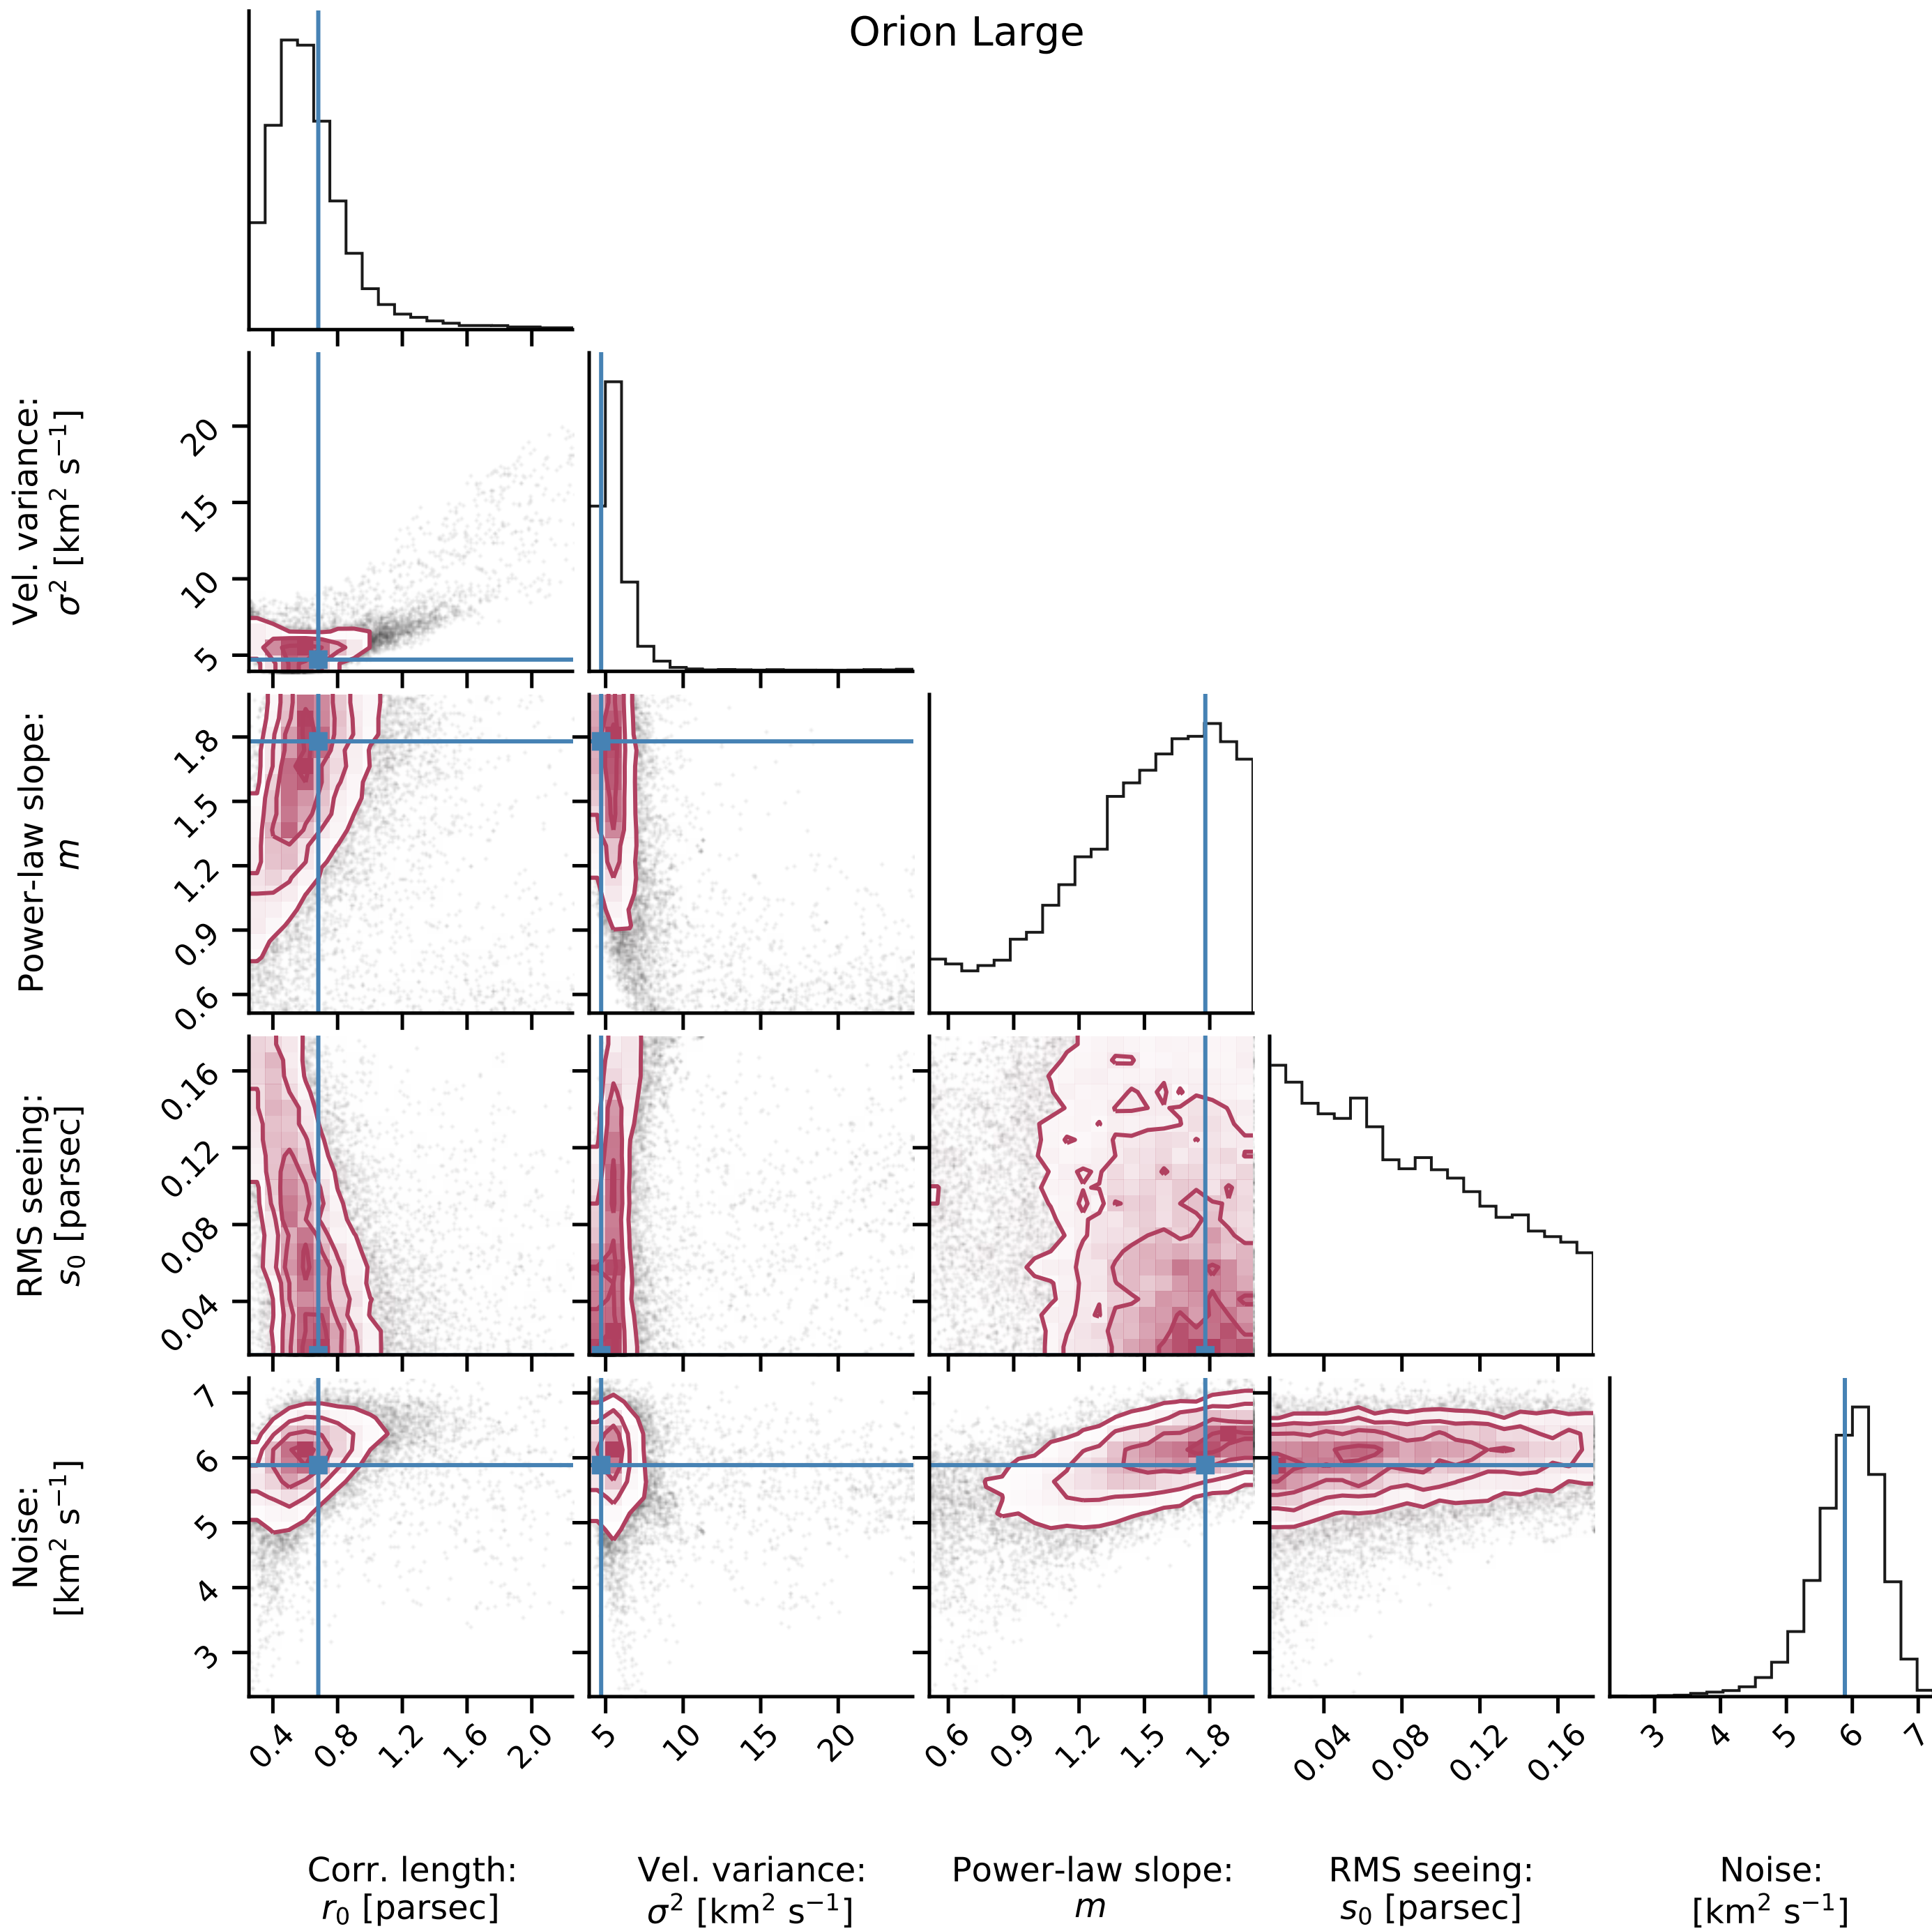 Orion Large
Vel. variance:
σ² [km² s⁻¹]
20
15
10
5
Power-law slope:
m
1.8
1.5
1.2
0.9
0.6
RMS seeing:
s₀ [parsec]
0.16
0.12
0.08
0.04
Noise:
[km² s⁻¹]
7
6
5
4
3
0.4 0.8 1.2 1.6 2.0 5 10 15 20 0.6 0.9 1.2 1.5 1.8 0.04 0.08 0.12 0.16 3 4 5 6 7
Corr. length: Vel. variance: Power-law slope: RMS seeing: Noise:
r₀ [parsec] σ² [km² s⁻¹] m s₀ [parsec] [km² s⁻¹]